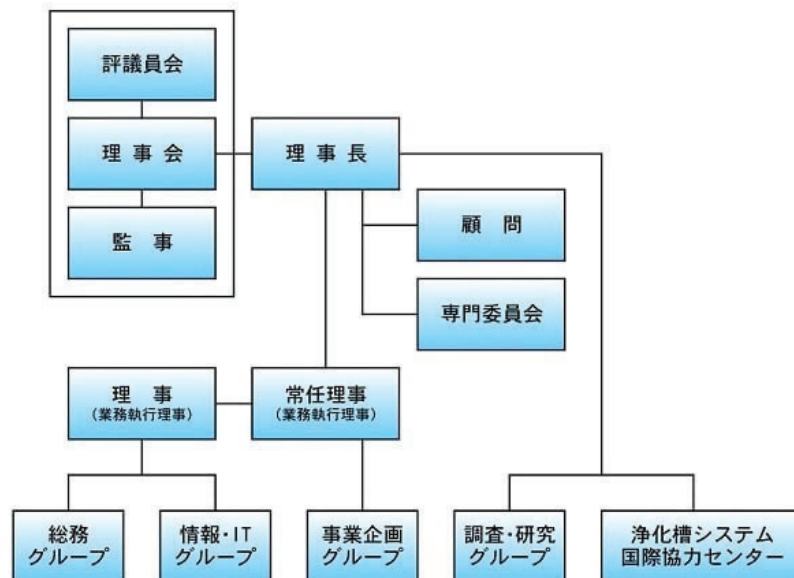 評議員会
理事会
理事長
監事
顧問
専門委員会
理事
(業務執行理事)
常任理事
(業務執行理事)
総務
グループ
情報・IT
グループ
事業企画
グループ
調査・研究
グループ
浄化槽システム
国際協力センター